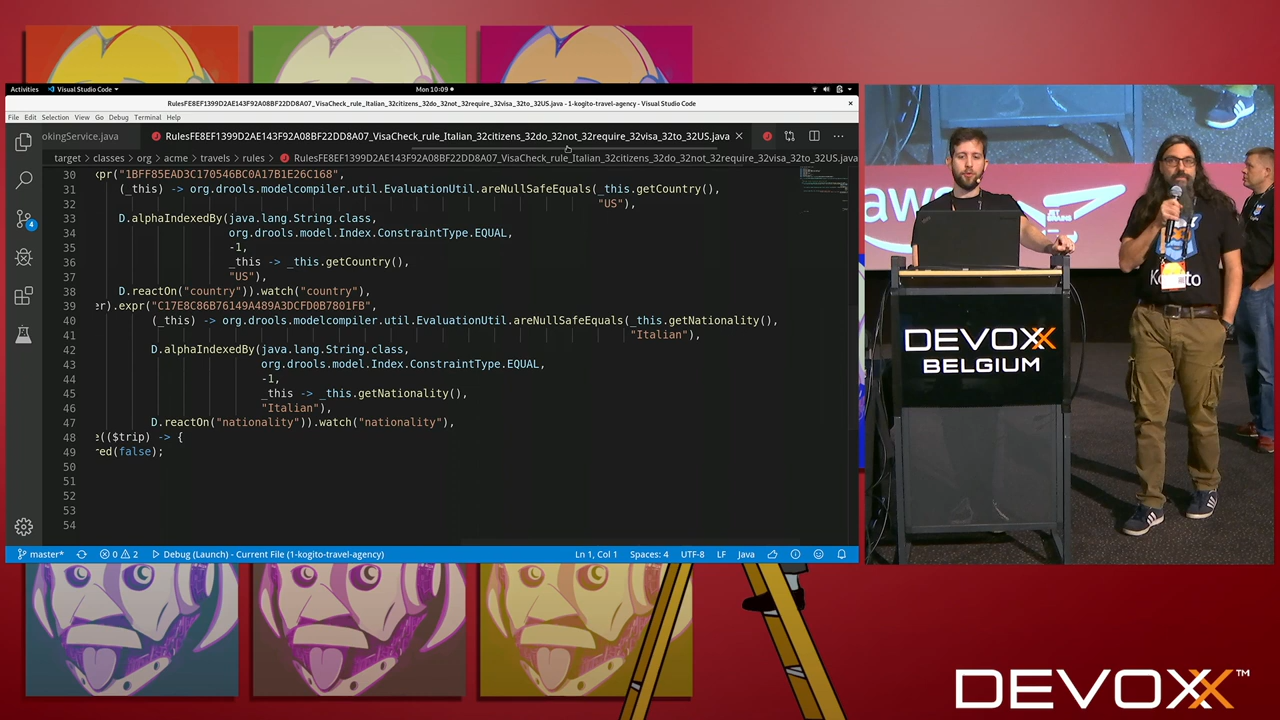 Activities
Visual Studio Code
Mon 10:09
RulesFE8EF1399D2AE143F92A08BF22DD8A07_VisaCheck_rule_Italian_32citizens_32do_32not_32require_32visa_32to_32US.java - 1-kogito-travel-agency - Visual Studio Code
File Edit Selection View Go Debug Terminal Help
okingService.java
RulesFE8EF1399D2AE143F92A08BF22DD8A07_VisaCheck_rule_Italian_32citizens_32do_32not_32require_32visa_32to_32US.java
target > classes > org > acme > travels > rules > RulesFE8EF1399D2AE143F92A08BF22DD8A07_VisaCheck_rule_Italian_32citizens_32do_32not_32require_32visa_32to_32US.java
30 xpr("1BFF85EAD3C170546BC0A17B1E26C168",
31 (_this) -> org.drools.modelcompiler.util.EvaluationUtil.areNullSafeEquals(_this.getCountry(),
32 "US"),
33 D.alphaIndexedBy(java.lang.String.class,
34 org.drools.model.Index.ConstraintType.EQUAL,
35 -1,
36 _this -> _this.getCountry(),
37 "US"),
38 D.reactOn("country")).watch("country"),
39 er).expr("C17E8C86B76149A489A3DCFD0B7801FB",
40 (_this) -> org.drools.modelcompiler.util.EvaluationUtil.areNullSafeEquals(_this.getNationality(),
41 "Italian"),
42 D.alphaIndexedBy(java.lang.String.class,
43 org.drools.model.Index.ConstraintType.EQUAL,
44 -1,
45 _this -> _this.getNationality(),
46 "Italian"),
47 D.reactOn("nationality")).watch("nationality"),
48 e(($trip) -> {
49 red(false);
50
51
52
53
54
4
master*
0 2
Debug (Launch) - Current File (1-kogito-travel-agency)
Ln 1, Col 1 Spaces: 4 UTF-8 LF Java
aws
JET
BRAINS
DEVOXX
BELGIUM
DEVOXX™